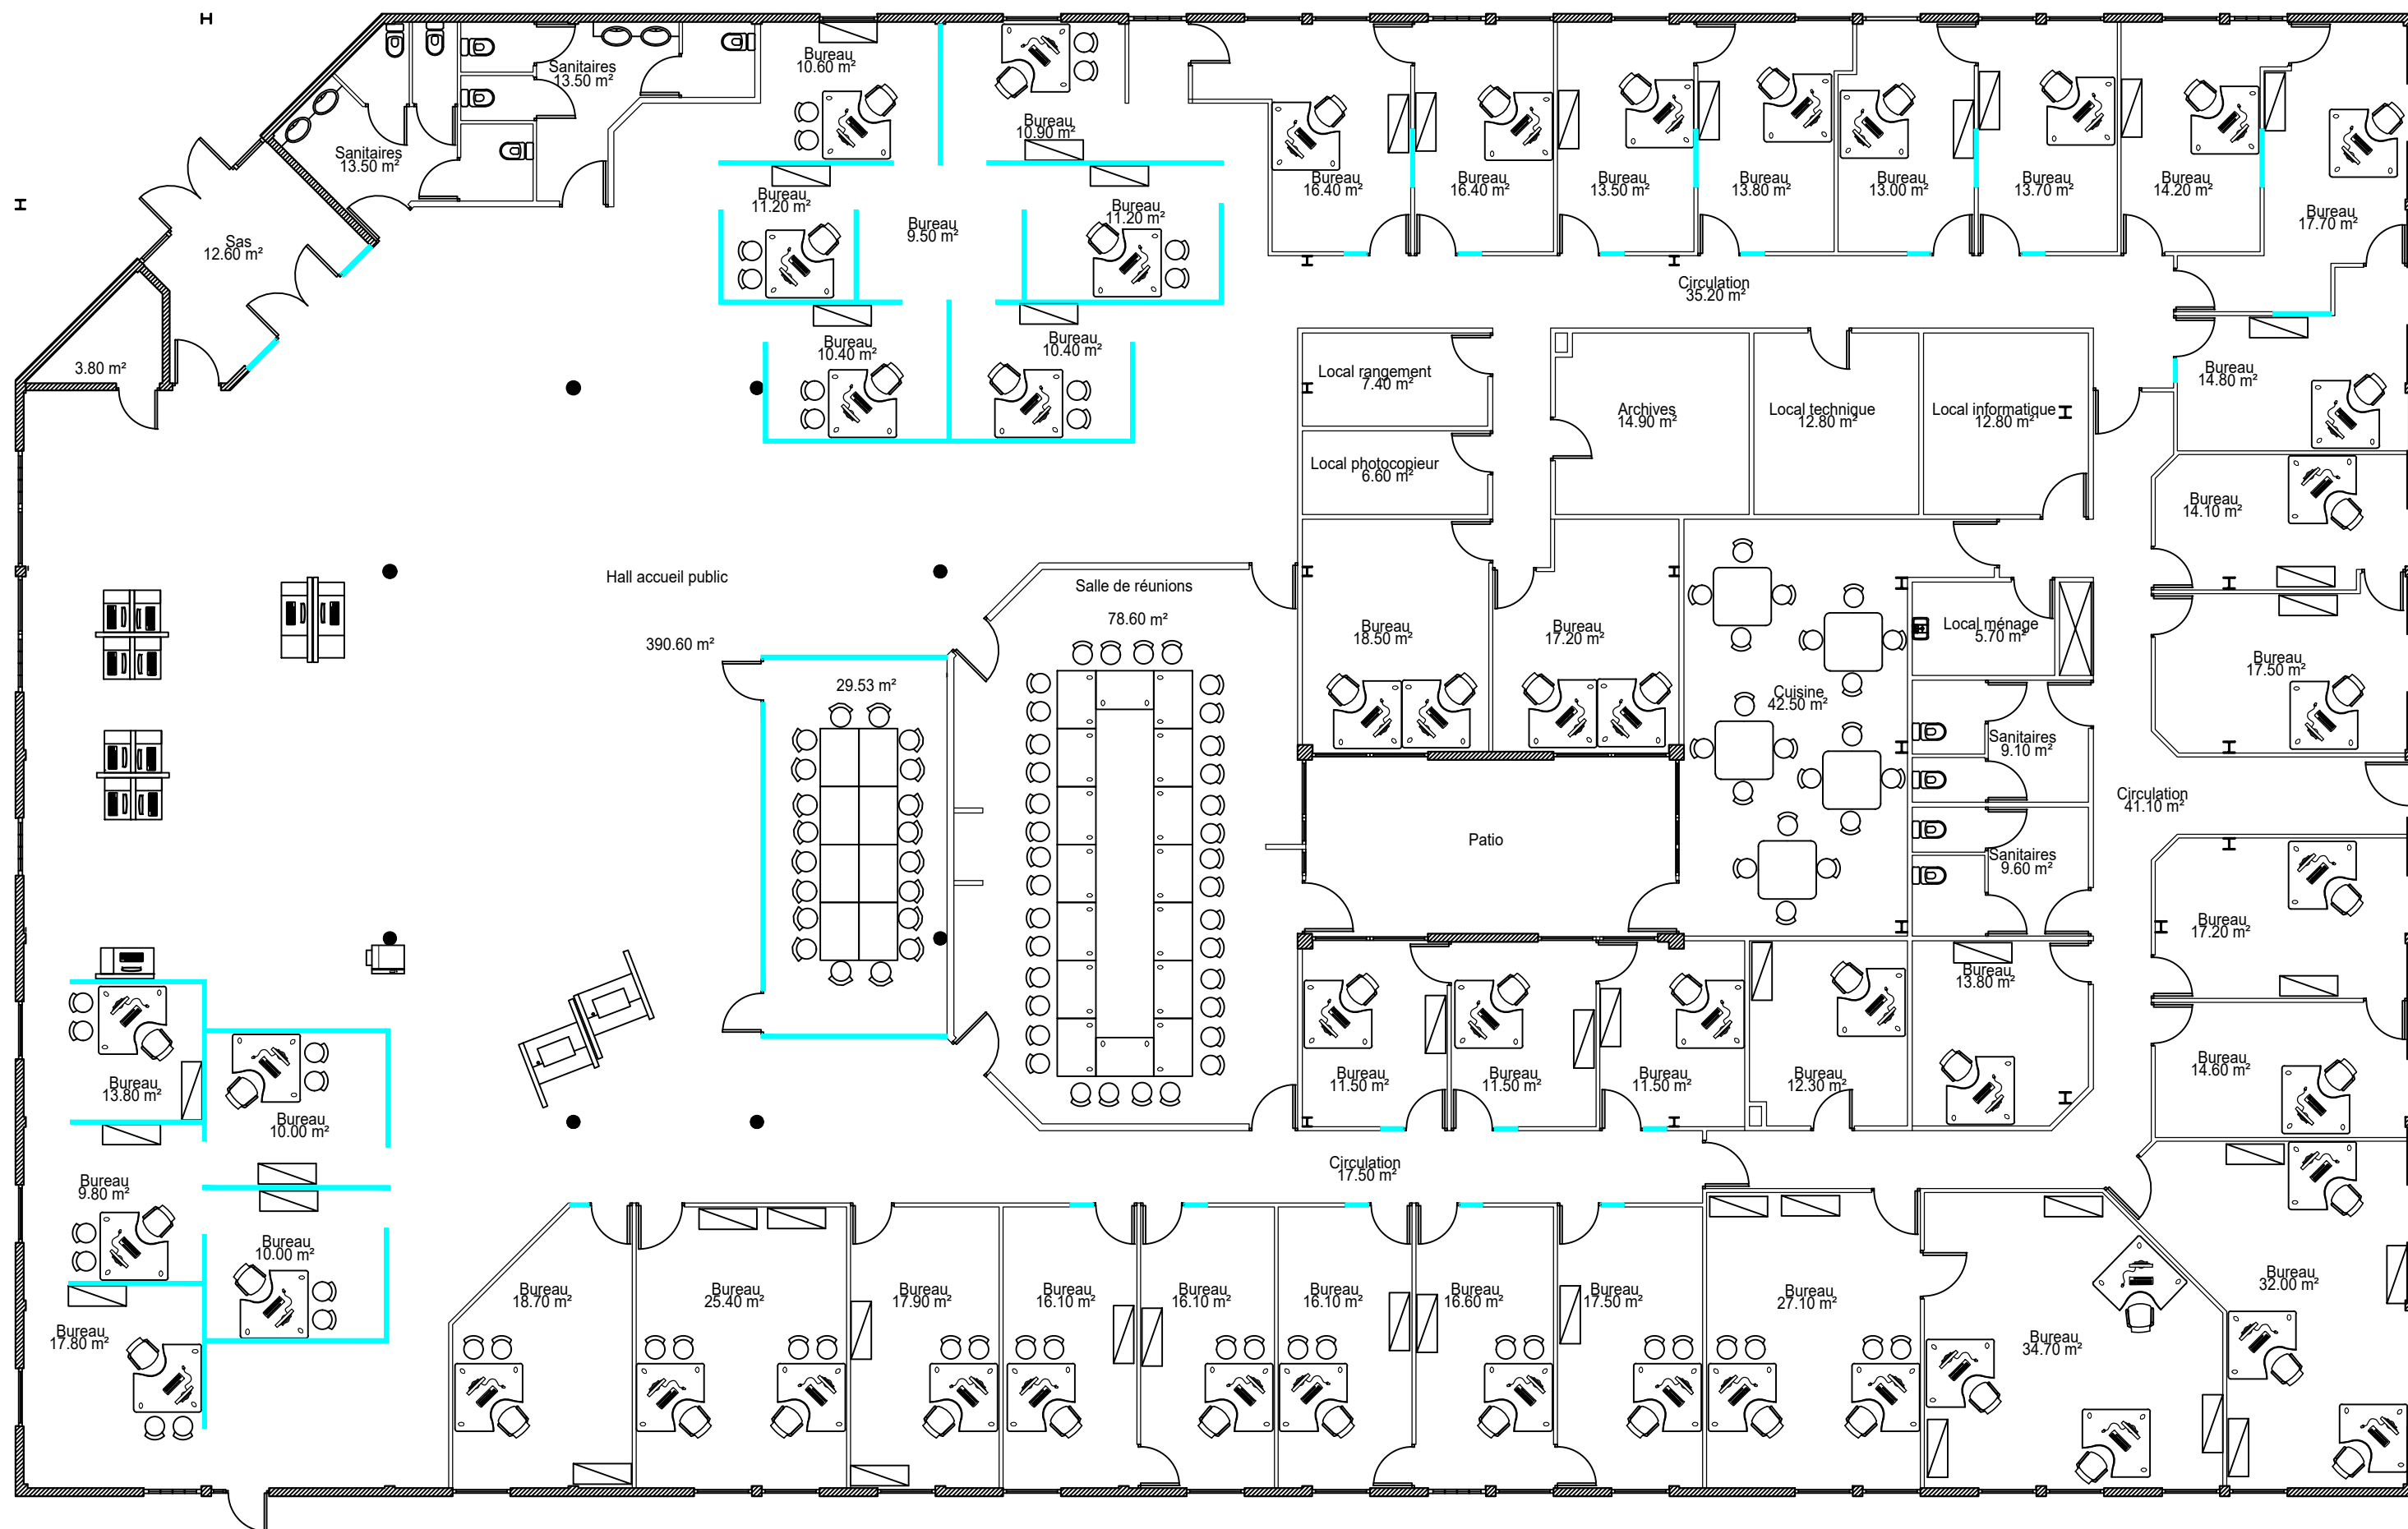 Bureau
10.60 m²
Sanitaires
13.50 m²
Bureau
10.90 m²
Sanitaires
13.50 m²
Bureau
16.40 m²
Bureau
16.40 m²
Bureau
13.50 m²
Bureau
13.80 m²
Bureau
13.00 m²
Bureau
13.70 m²
Bureau
14.20 m²
Bureau
17.70 m²
Bureau
11.20 m²
Bureau
9.50 m²
Bureau
11.20 m²
Sas
12.60 m²
Circulation
35.20 m²
3.80 m²
Bureau
10.40 m²
Bureau
10.40 m²
Local rangement
7.40 m²
Archives
14.90 m²
Local technique
12.80 m²
Local informatique
12.80 m²
Bureau
14.80 m²
Local photocopieur
6.60 m²
Bureau
14.10 m²
Hall accueil public
390.60 m²
Salle de réunions
78.60 m²
Bureau
18.50 m²
Bureau
17.20 m²
Local ménage
5.70 m²
Bureau
17.50 m²
29.53 m²
Cuisine
42.50 m²
Sanitaires
9.10 m²
Circulation
41.10 m²
Patio
Sanitaires
9.60 m²
Bureau
17.20 m²
Bureau
13.80 m²
Bureau
11.50 m²
Bureau
11.50 m²
Bureau
11.50 m²
Bureau
12.30 m²
Bureau
14.60 m²
Bureau
13.80 m²
Bureau
10.00 m²
Circulation
17.50 m²
Bureau
9.80 m²
Bureau
10.00 m²
Bureau
17.80 m²
Bureau
18.70 m²
Bureau
25.40 m²
Bureau
17.90 m²
Bureau
16.10 m²
Bureau
16.10 m²
Bureau
16.10 m²
Bureau
16.60 m²
Bureau
17.50 m²
Bureau
27.10 m²
Bureau
34.70 m²
Bureau
32.00 m²